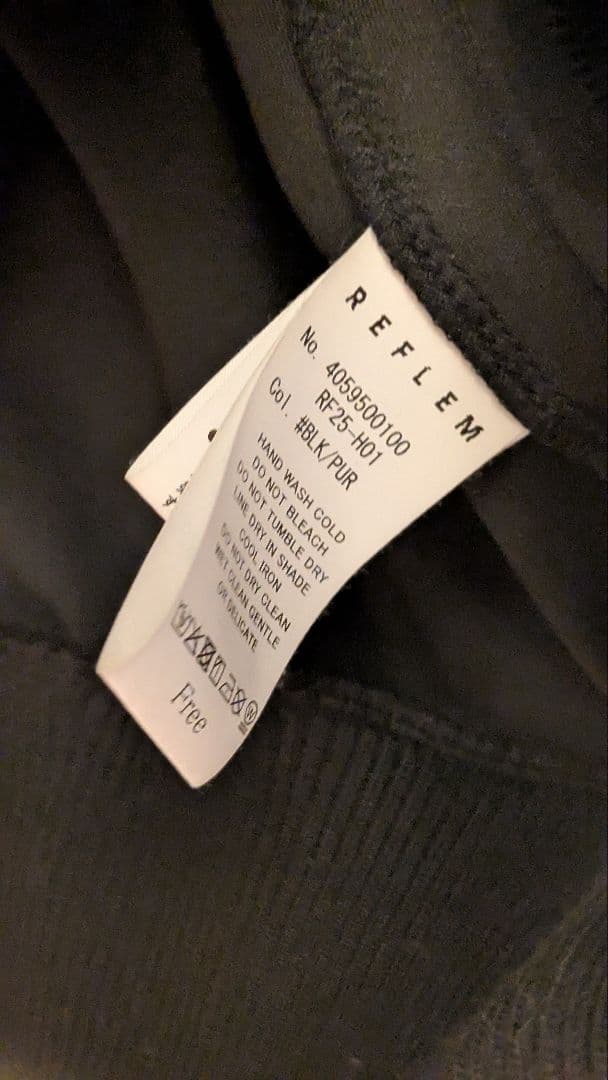 REFLEM
No. 4059500100
RF25-H01
Col. #BLK/PUR
HAND WASH COLD
DO NOT BLEACH
DO NOT TUMBLE DRY
LINE DRY IN SHADE
COOL IRON
DO NOT DRY CLEAN
WET CLEAN GENTLE
OR DELICATE
Free